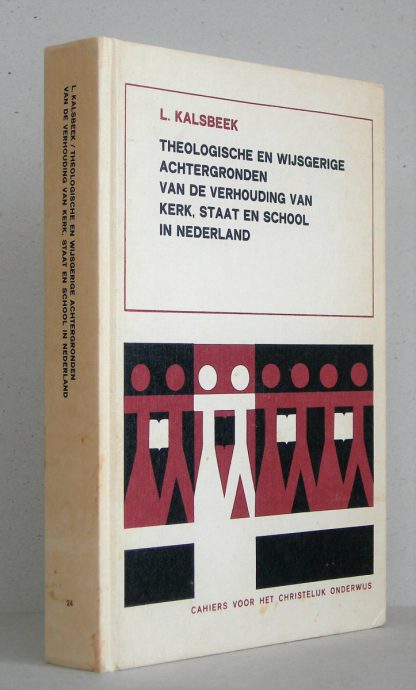 L. KALSBEEK
THEOLOGISCHE EN WIJSGERIGE
ACHTERGRONDEN
VAN DE VERHOUDING VAN
KERK, STAAT EN SCHOOL
IN NEDERLAND
CAHIERS VOOR HET CHRISTELIJK ONDERWIJS
L. KALSBEEK / THEOLOGISCHE EN WIJSGERIGE ACHTERGRONDEN
VAN DE VERHOUDING VAN KERK, STAAT EN SCHOOL IN NEDERLAND
24